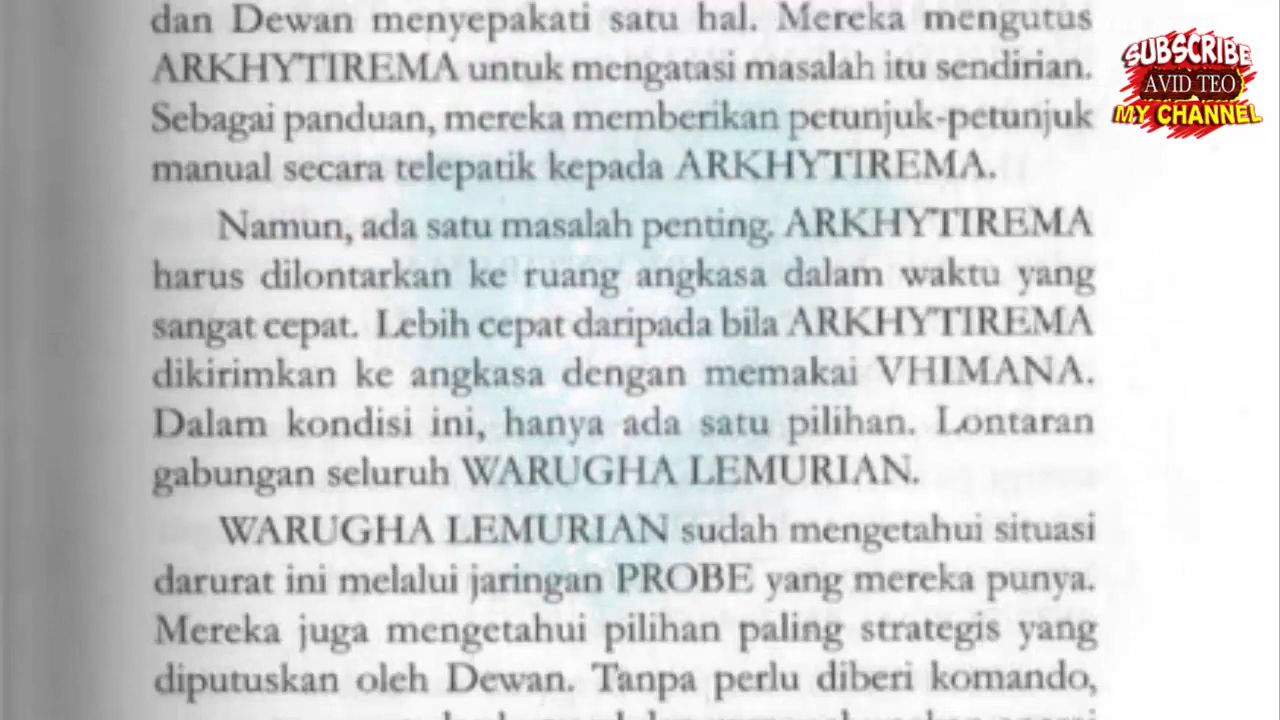 dan Dewan menyepakati satu hal. Mereka mengutus
ARKHYTIREMA untuk mengatasi masalah itu sendirian.
Sebagai panduan, mereka memberikan petunjuk-petunjuk
manual secara telepatik kepada ARKHYTIREMA.
Namun, ada satu masalah penting. ARKHYTIREMA
harus dilontarkan ke ruang angkasa dalam waktu yang
sangat cepat. Lebih cepat daripada bila ARKHYTIREMA
dikirimkan ke angkasa dengan memakai VHIMANA.
Dalam kondisi ini, hanya ada satu pilihan. Lontaran
gabungan seluruh WARUGHA LEMURIAN.
WARUGHA LEMURIAN sudah mengetahui situasi
darurat ini melalui jaringan PROBE yang mereka punya.
Mereka juga mengetahui pilihan paling strategis yang
diputuskan oleh Dewan. Tanpa perlu diberi komando,
SUBSCRIBE
AVID TEO
MY CHANNEL